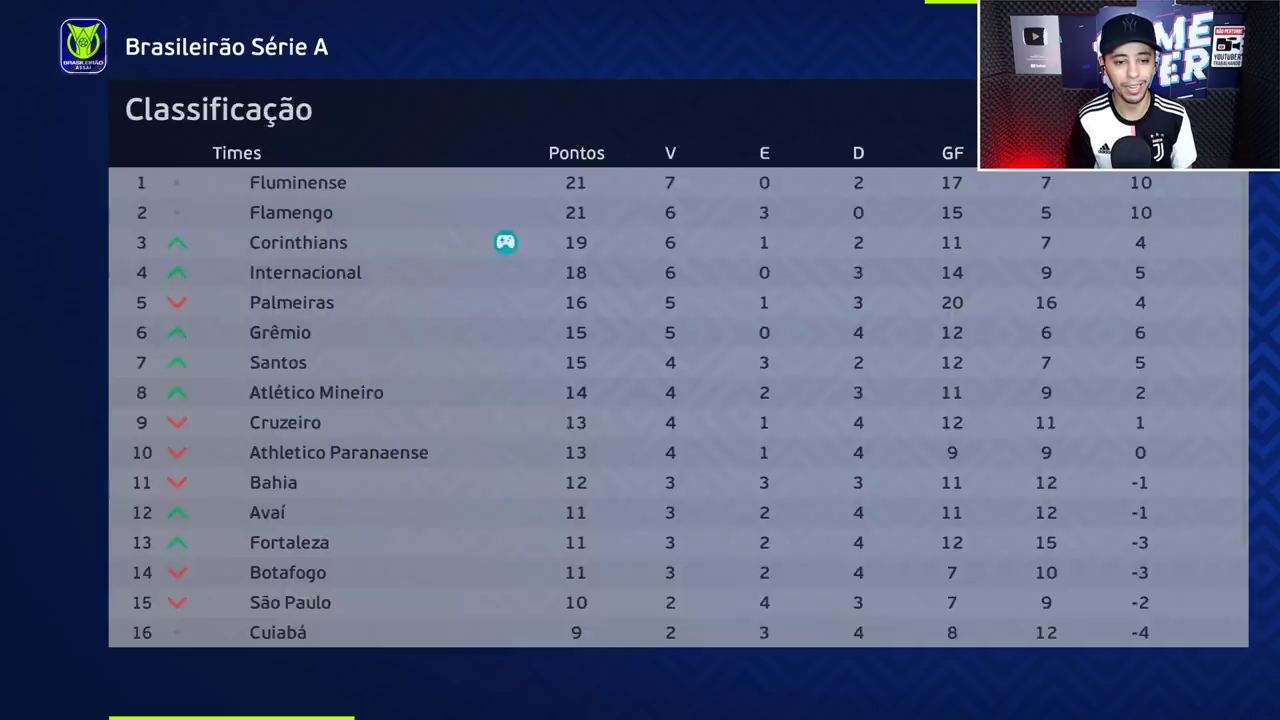 Brasileirão Série A
BRASILEIRÃO
ASSAÍ
Classificação
Times Pontos V E D GF
1 Fluminense 21 7 0 2 17 7 10
2 Flamengo 21 6 3 0 15 5 10
3 Corinthians 19 6 1 2 11 7 4
4 Internacional 18 6 0 3 14 9 5
5 Palmeiras 16 5 1 3 20 16 4
6 Grêmio 15 5 0 4 12 6 6
7 Santos 15 4 3 2 12 7 5
8 Atlético Mineiro 14 4 2 3 11 9 2
9 Cruzeiro 13 4 1 4 12 11 1
10 Athletico Paranaense 13 4 1 4 9 9 0
11 Bahia 12 3 3 3 11 12 -1
12 Avaí 11 3 2 4 11 12 -1
13 Fortaleza 11 3 2 4 12 15 -3
14 Botafogo 11 3 2 4 7 10 -3
15 São Paulo 10 2 4 3 7 9 -2
16 Cuiabá 9 2 3 4 8 12 -4
NÃO PERTURBE
YOUTUBER
TRABALHANDO